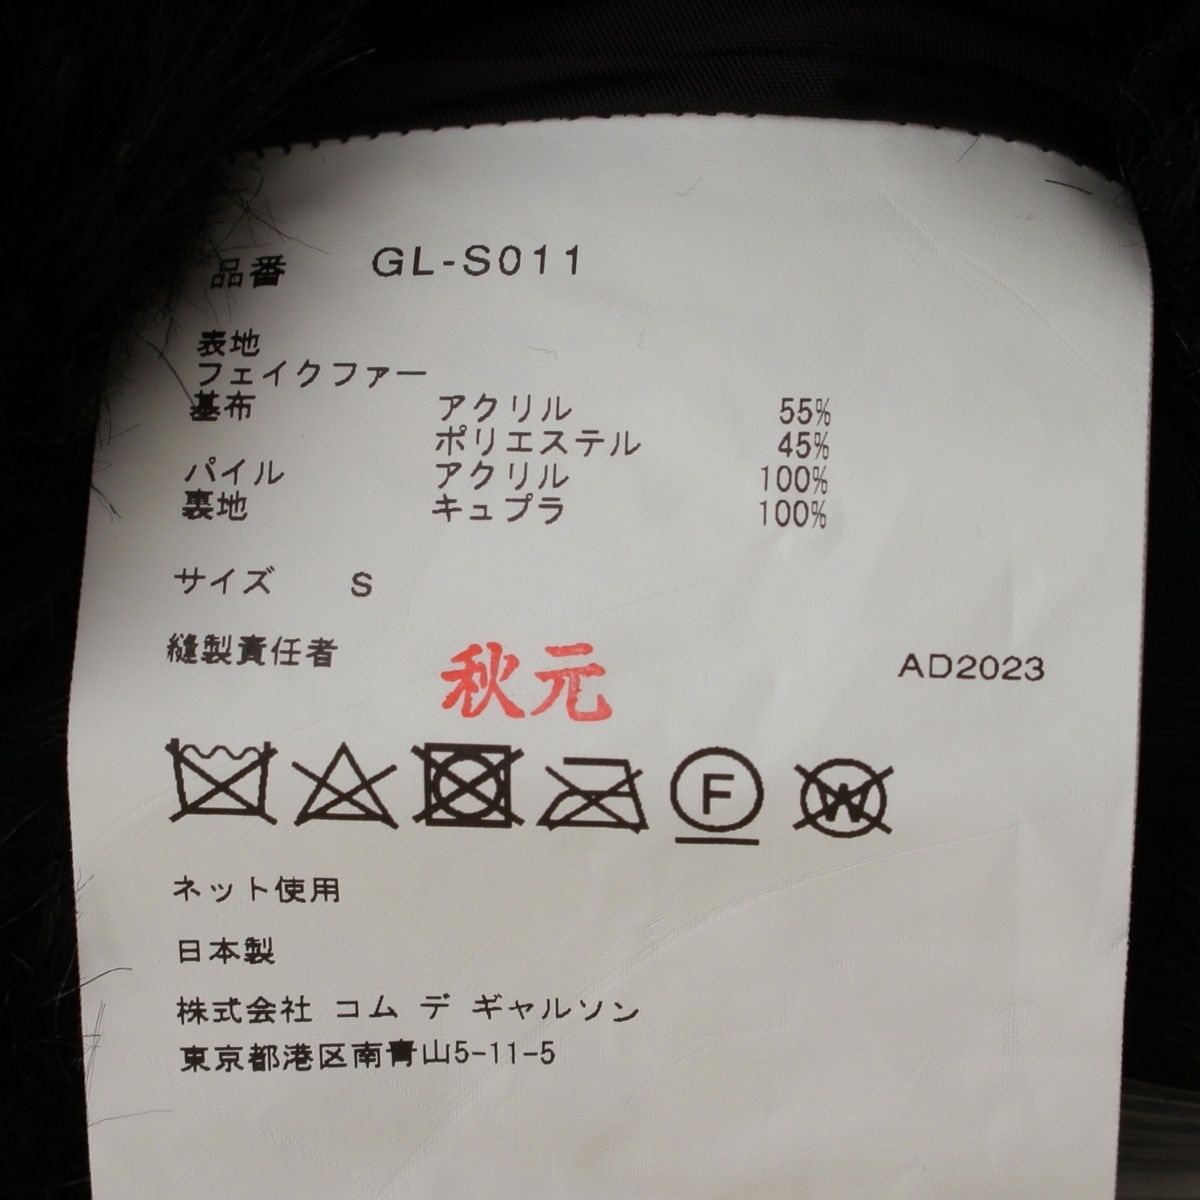 品番 GL-S011
表地
フェイクファー
基布 アクリル 55%
ポリエステル 45%
パイル アクリル 100%
裏地 キュプラ 100%
サイズ S
縫製責任者 秋元 AD2023
F W
ネット使用
日本製
株式会社 コム デ ギャルソン
東京都港区南青山5-11-5